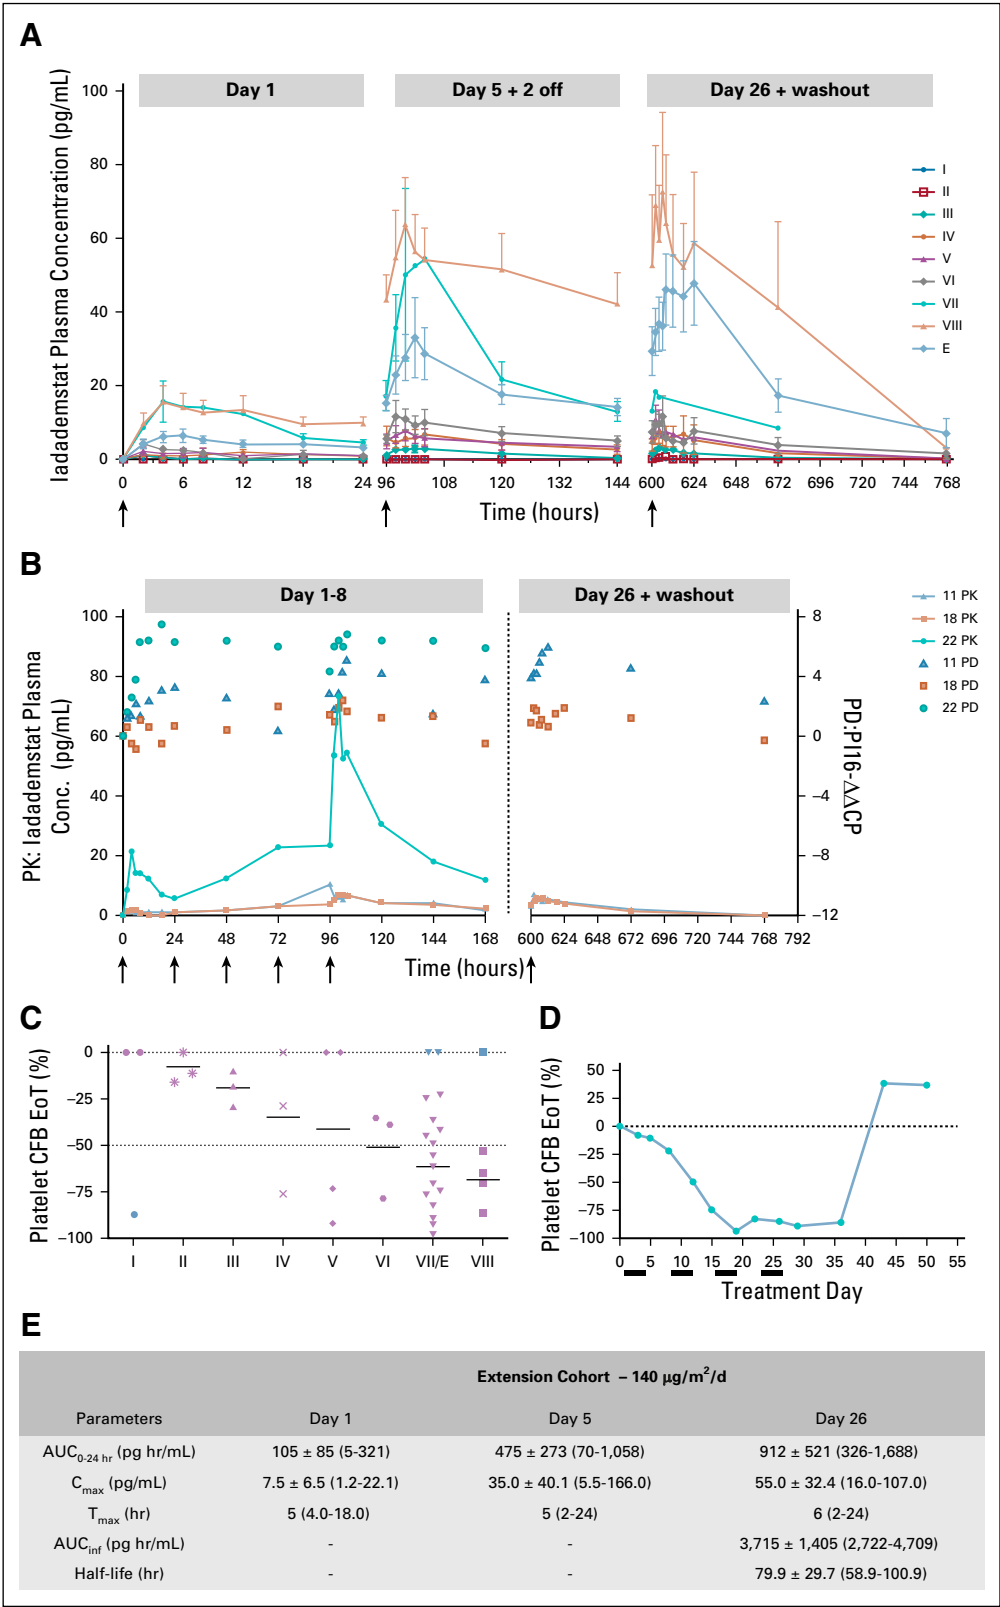 A
Iadademstat Plasma Concentration (pg/mL)
Day 1
Day 5 + 2 off
Day 26 + washout
100
80
60
40
20
0
I
II
III
IV
V
VI
VII
VIII
E
0 6 12 18 24 96 108 120 132 144 600 624 648 672 696 720 744 768
Time (hours)
B
PK: Iadademstat Plasma
Conc. (pg/mL)
Day 1-8
Day 26 + washout
100
80
60
40
20
0
8
4
0
−4
−8
−12
PD:PI16-ΔΔCP
11 PK
18 PK
22 PK
11 PD
18 PD
22 PD
0 24 48 72 96 120 144 168 600 624 648 672 696 720 744 768 792
Time (hours)
C
Platelet CFB EoT (%)
0
−25
−50
−75
−100
I II III IV V VI VII/E VIII
D
Platelet CFB EoT (%)
50
25
0
−25
−50
−75
−100
0 5 10 15 20 25 30 35 40 45 50 55
Treatment Day
E
Extension Cohort – 140 μg/m²/d
Parameters Day 1 Day 5 Day 26
AUC0-24 hr (pg hr/mL) 105 ± 85 (5-321) 475 ± 273 (70-1,058) 912 ± 521 (326-1,688)
Cmax (pg/mL) 7.5 ± 6.5 (1.2-22.1) 35.0 ± 40.1 (5.5-166.0) 55.0 ± 32.4 (16.0-107.0)
Tmax (hr) 5 (4.0-18.0) 5 (2-24) 6 (2-24)
AUCinf (pg hr/mL) - - 3,715 ± 1,405 (2,722-4,709)
Half-life (hr) - - 79.9 ± 29.7 (58.9-100.9)